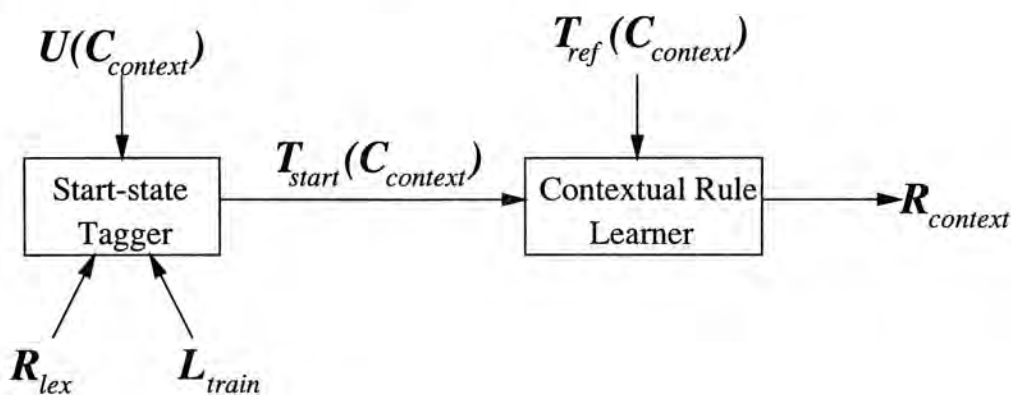 U(C_context)
T_ref(C_context)
Start-state
Tagger
T_start(C_context)
Contextual Rule
Learner
R_context
R_lex
L_train